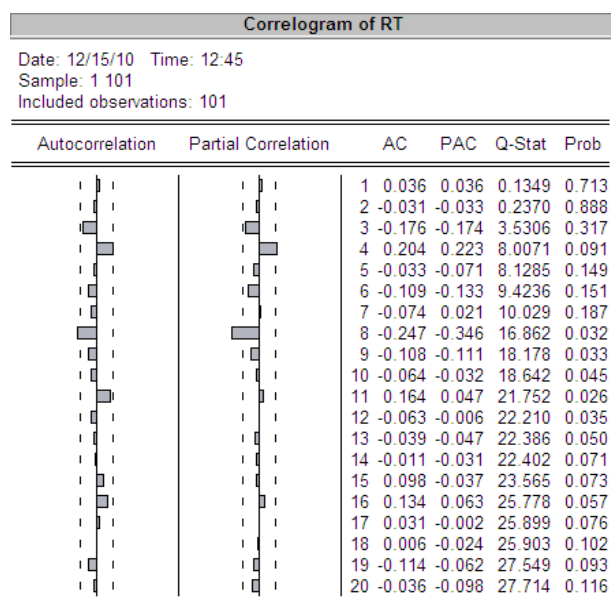 Correlogram of RT
Date: 12/15/10 Time: 12:45
Sample: 1 101
Included observations: 101
Autocorrelation Partial Correlation AC PAC Q-Stat Prob
1 0.036 0.036 0.1349 0.713
2 -0.031 -0.033 0.2370 0.888
3 -0.176 -0.174 3.5306 0.317
4 0.204 0.223 8.0071 0.091
5 -0.033 -0.071 8.1285 0.149
6 -0.109 -0.133 9.4236 0.151
7 -0.074 0.021 10.029 0.187
8 -0.247 -0.346 16.862 0.032
9 -0.108 -0.111 18.178 0.033
10 -0.064 -0.032 18.642 0.045
11 0.164 0.047 21.752 0.026
12 -0.063 -0.006 22.210 0.035
13 -0.039 -0.047 22.386 0.050
14 -0.011 -0.031 22.402 0.071
15 0.098 -0.037 23.565 0.073
16 0.134 0.063 25.778 0.057
17 0.031 -0.002 25.899 0.076
18 0.006 -0.024 25.903 0.102
19 -0.114 -0.062 27.549 0.093
20 -0.036 -0.098 27.714 0.116